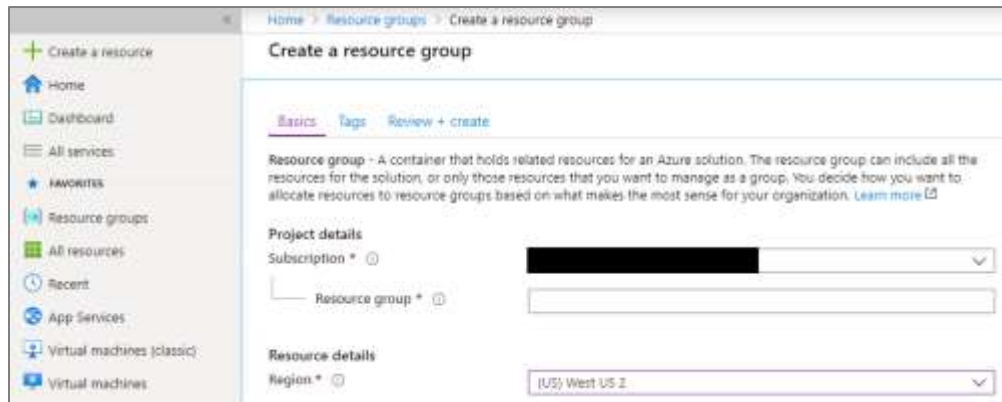 «
Home > Resource groups > Create a resource group
Create a resource
Home
Dashboard
All services
FAVORITES
Resource groups
All resources
Recent
App Services
Virtual machines (classic)
Virtual machines
Create a resource group
Basics Tags Review + create
Resource group - A container that holds related resources for an Azure solution. The resource group can include all the
resources for the solution, or only those resources that you want to manage as a group. You decide how you want to
allocate resources to resource groups based on what makes the most sense for your organization. Learn more
Project details
Subscription *
Resource group *
Resource details
Region *
(US) West US 2